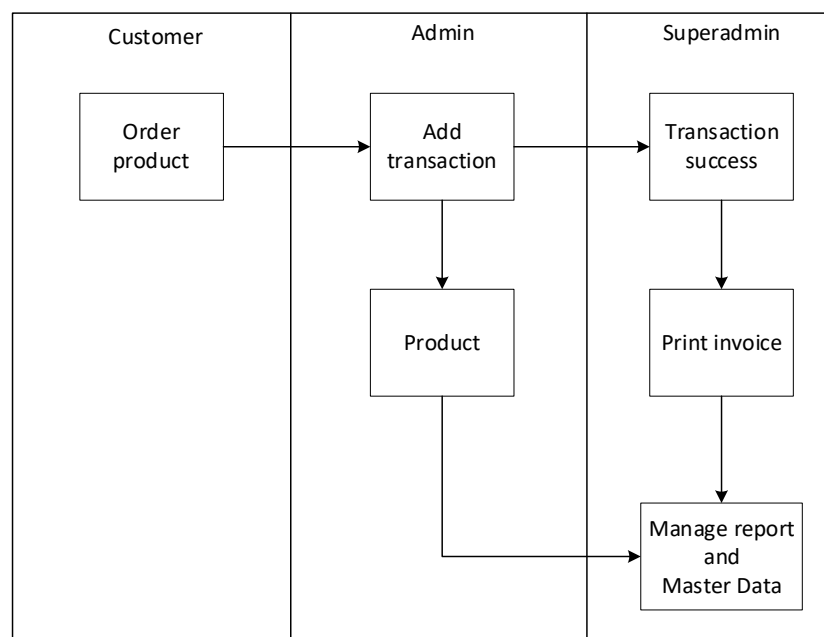 Customer
Admin
Superadmin
Order
product
Add
transaction
Transaction
success
Product
Print invoice
Manage report
and
Master Data